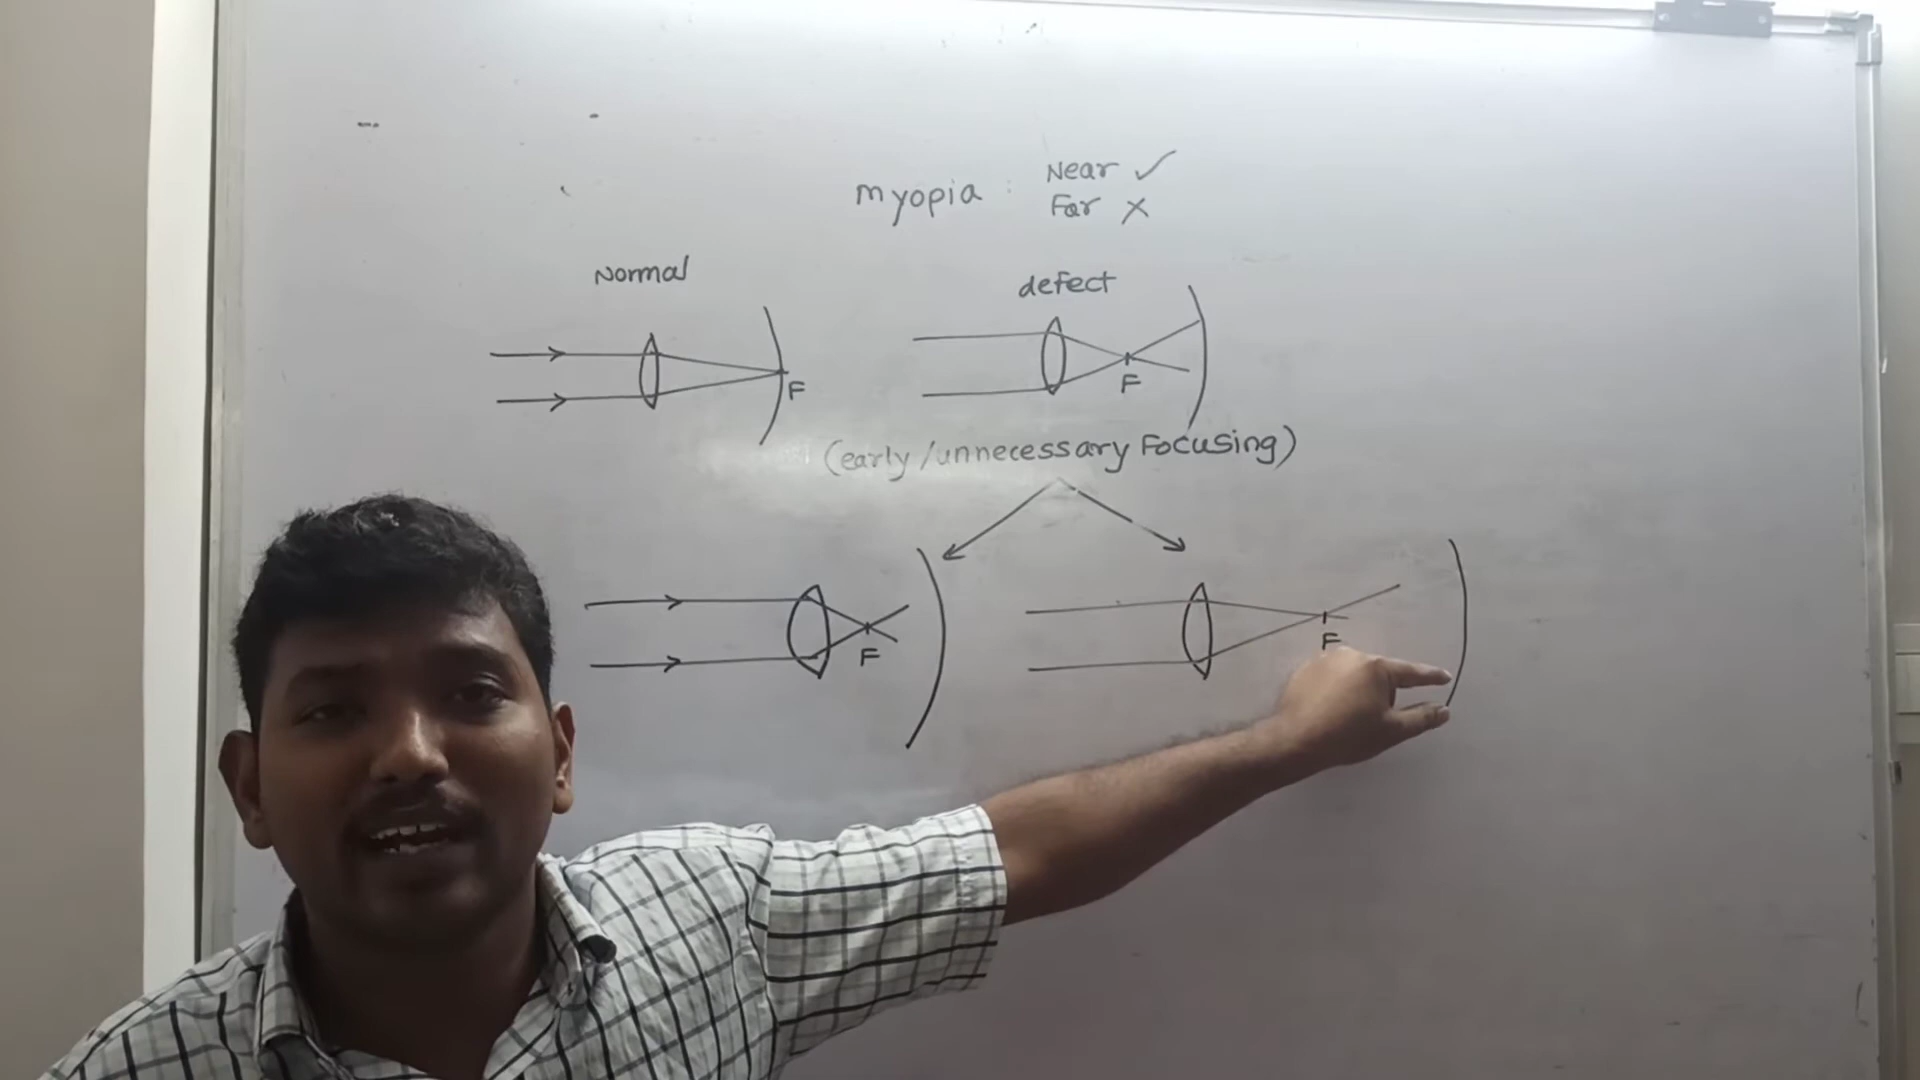 myopia : Near ✓
Far ✗
Normal
defect
F
F
(early/unnecessary Focusing)
F
F